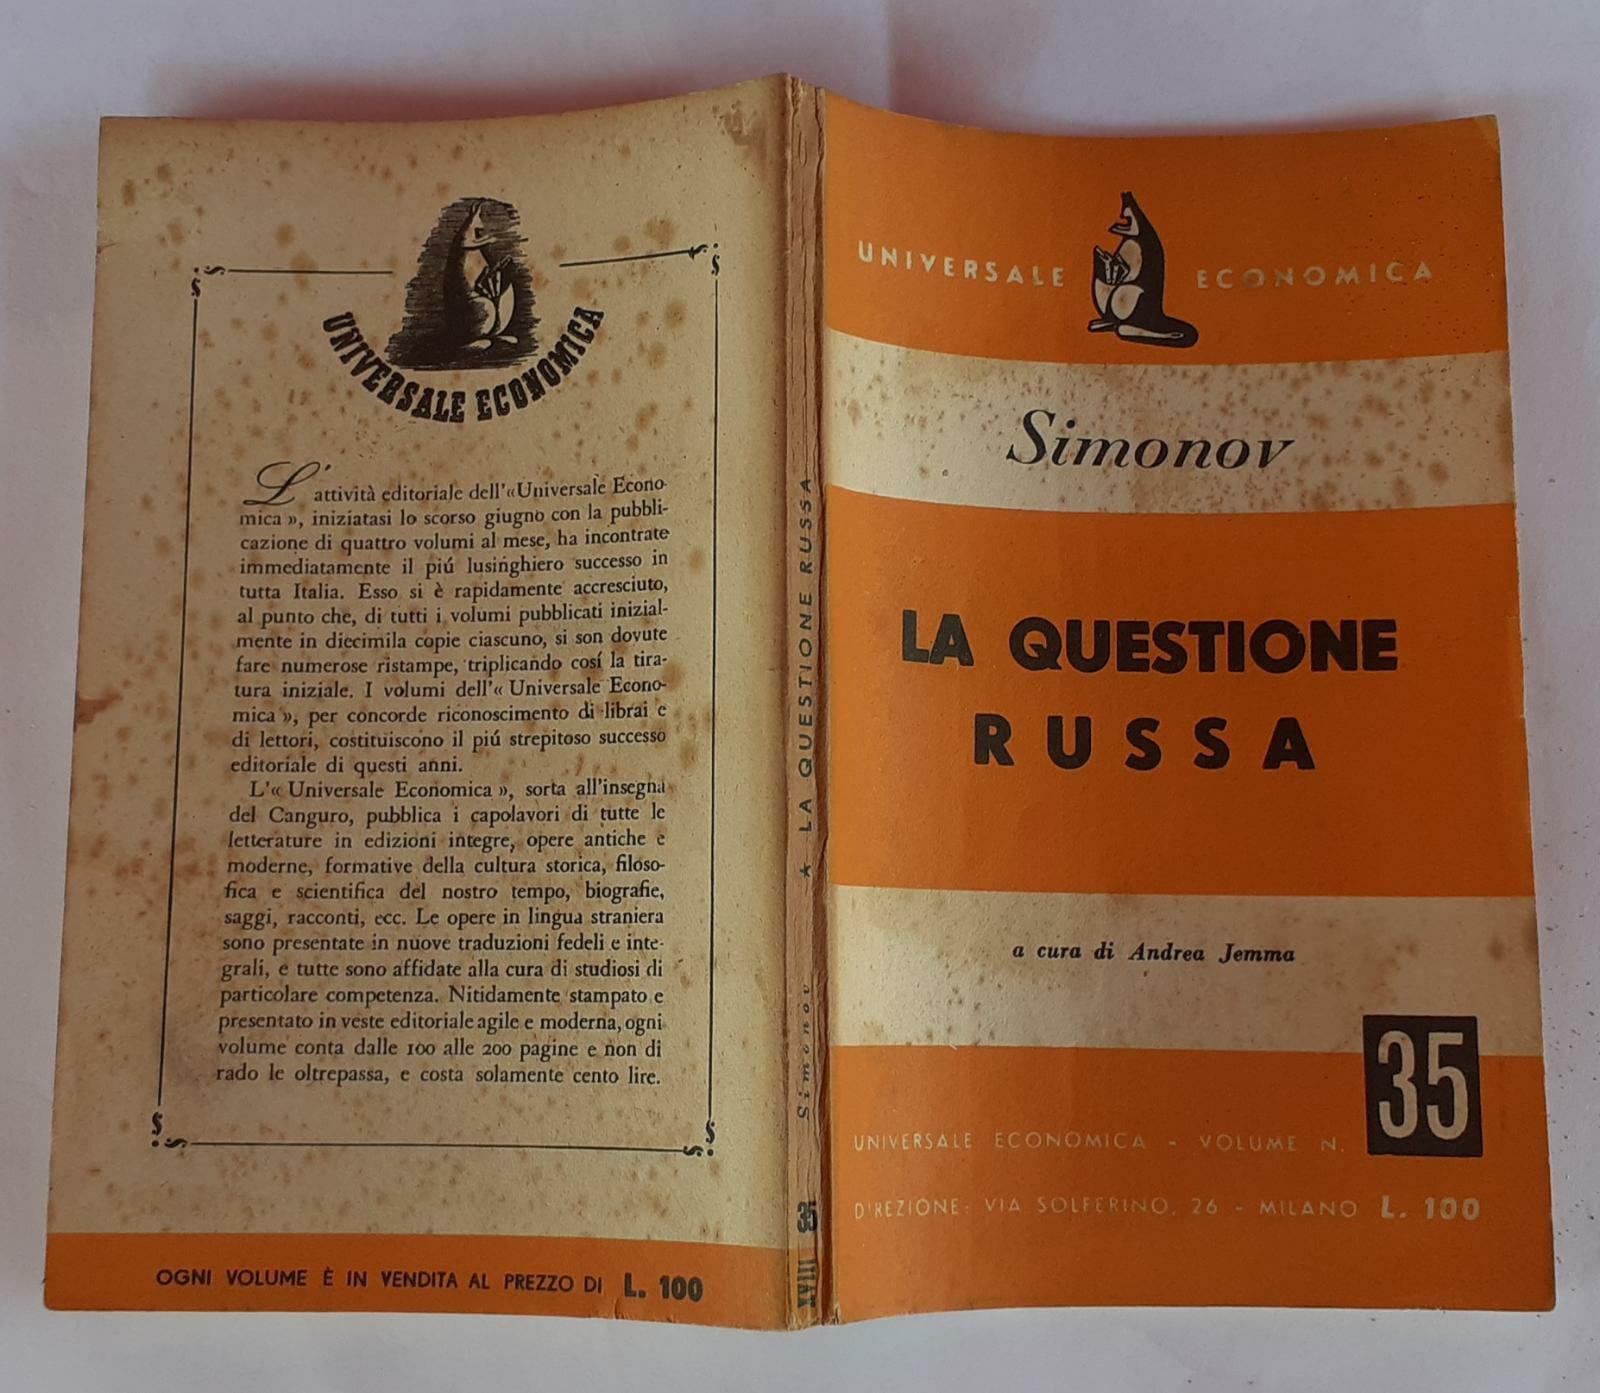 UNIVERSALE ECONOMICA
L'attività editoriale dell'«Universale Econo-
mica», iniziatasi lo scorso giugno con la pubbli-
cazione di quattro volumi al mese, ha incontrate
immediatamente il piú lusinghiero successo in
tutta Italia. Esso si è rapidamente accresciuto,
al punto che, di tutti i volumi pubblicati inizial-
mente in diecimila copie ciascuno, si son dovute
fare numerose ristampe, triplicando cosí la tira-
tura iniziale. I volumi dell'« Universale Econo-
mica », per concorde riconoscimento di librai e
di lettori, costituiscono il piú strepitoso successo
editoriale di questi anni.
L'« Universale Economica », sorta all'insegna
del Canguro, pubblica i capolavori di tutte le
letterature in edizioni integre, opere antiche e
moderne, formative della cultura storica, filoso-
fica e scientifica del nostro tempo, biografie,
saggi, racconti, ecc. Le opere in lingua straniera
sono presentate in nuove traduzioni fedeli e inte-
grali, e tutte sono affidate alla cura di studiosi di
particolare competenza. Nitidamente stampato e
presentato in veste editoriale agile e moderna, ogni
volume conta dalle 100 alle 200 pagine e non di
rado le oltrepassa, e costa solamente cento lire.
OGNI VOLUME È IN VENDITA AL PREZZO DI L. 100
Simonov ★ LA QUESTIONE RUSSA
35
XVIII
UNIVERSALE ECONOMICA
Simonov
LA QUESTIONE
RUSSA
a cura di Andrea Jemma
UNIVERSALE ECONOMICA - VOLUME N. 35
DIREZIONE: VIA SOLFERINO, 26 - MILANO L. 100